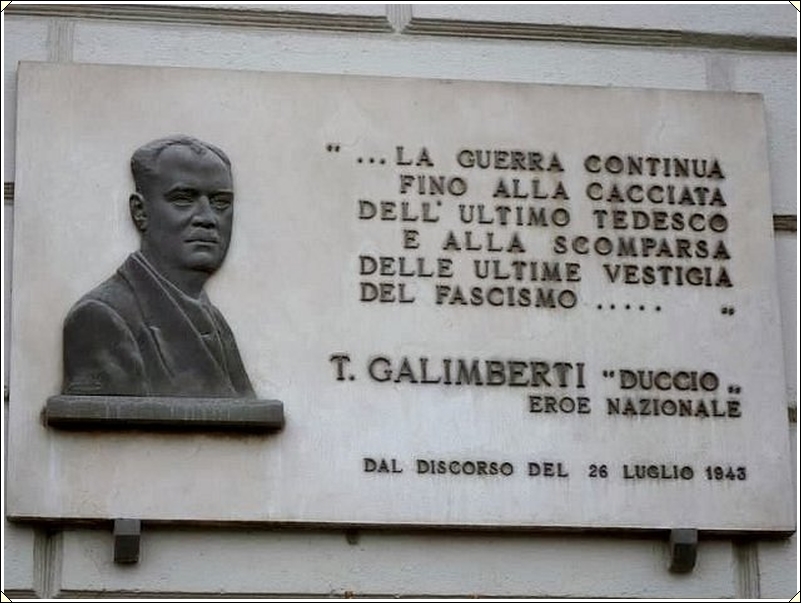 " ... LA GUERRA CONTINUA
FINO ALLA CACCIATA
DELL' ULTIMO TEDESCO
E ALLA SCOMPARSA
DELLE ULTIME VESTIGIA
DEL FASCISMO ..... „
T. GALIMBERTI "DUCCIO„
EROE NAZIONALE
DAL DISCORSO DEL 26 LUGLIO 1943